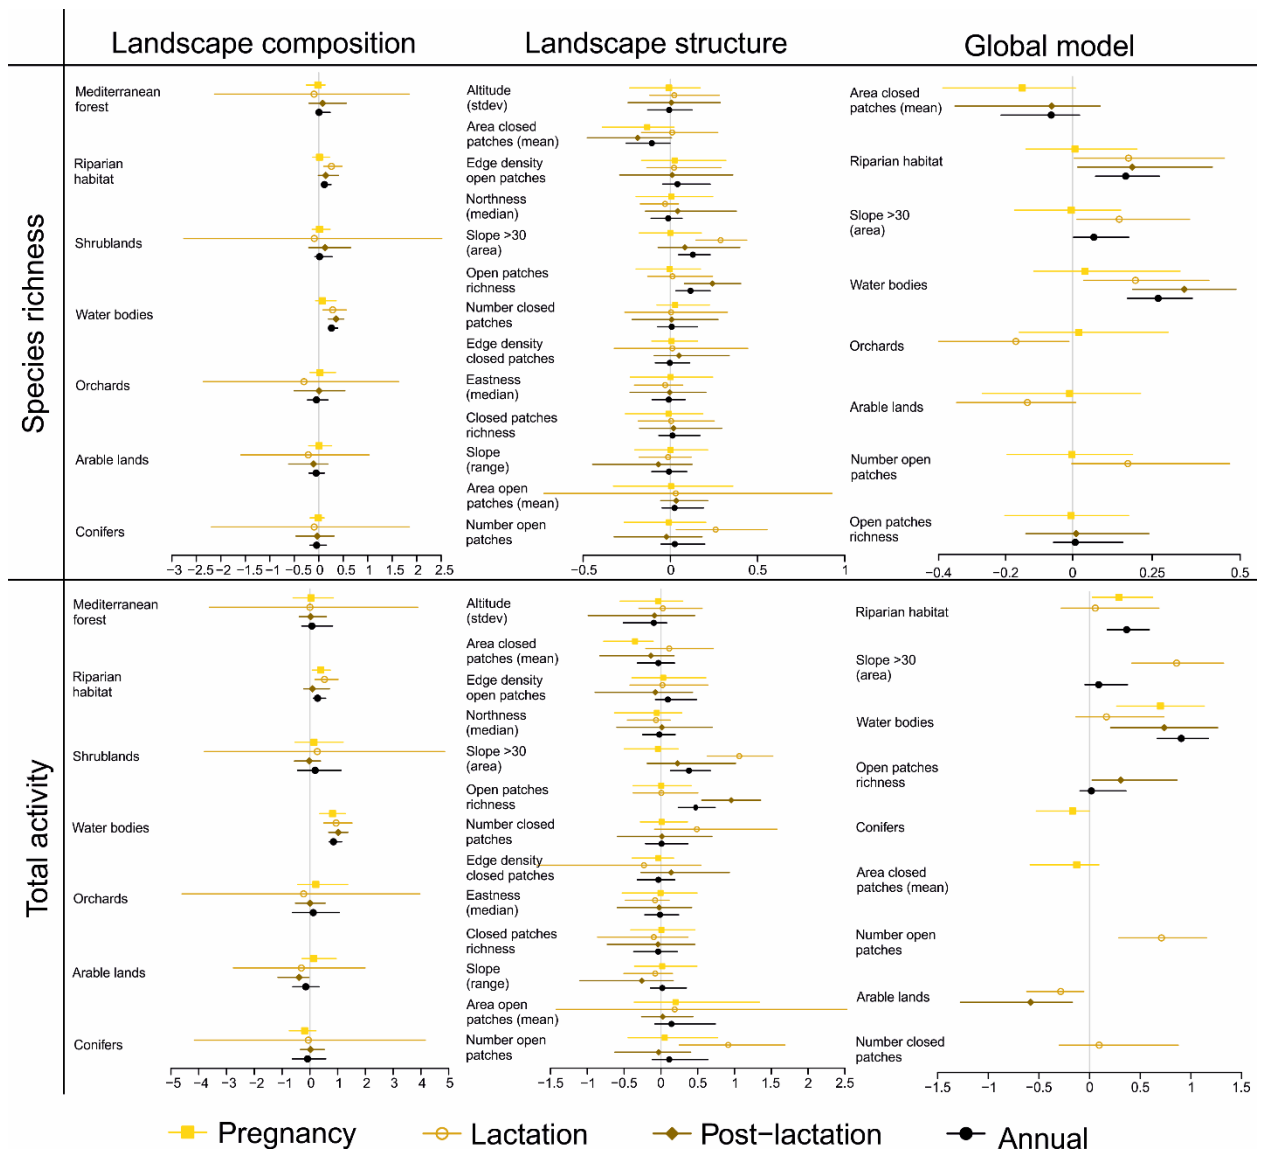 Landscape composition
Landscape structure
Global model
Species richness
Mediterranean
forest
Riparian
habitat
Shrublands
Water bodies
Orchards
Arable lands
Conifers
-3 -2.5 -2 -1.5 -1 -0.5 0 0.5 1 1.5 2 2.5
Altitude
(stdev)
Area closed
patches (mean)
Edge density
open patches
Northness
(median)
Slope >30
(area)
Open patches
richness
Number closed
patches
Edge density
closed patches
Eastness
(median)
Closed patches
richness
Slope
(range)
Area open
patches (mean)
Number open
patches
-0.5 0 0.5 1
Area closed
patches (mean)
Riparian habitat
Slope >30
(area)
Water bodies
Orchards
Arable lands
Number open
patches
Open patches
richness
-0.4 0 0.25 0.5
Total activity
Mediterranean
forest
Riparian
habitat
Shrublands
Water bodies
Orchards
Arable lands
Conifers
-5 -4 -3 -2 -1 0 1 2 3 4 5
Altitude
(stdev)
Area closed
patches (mean)
Edge density
open patches
Northness
(median)
Slope >30
(area)
Open patches
richness
Number closed
patches
Edge density
closed patches
Eastness
(median)
Closed patches
richness
Slope
(range)
Area open
patches (mean)
Number open
patches
-1.5 -1 -0.5 0 0.5 1 1.5 2 2.5
Riparian habitat
Slope >30
(area)
Water bodies
Open patches
richness
Conifers
Area closed
patches (mean)
Number open
patches
Arable lands
Number closed
patches
-1.5 -1 -0.5 0 0.5 1 1.5
Pregnancy
Lactation
Post-lactation
Annual